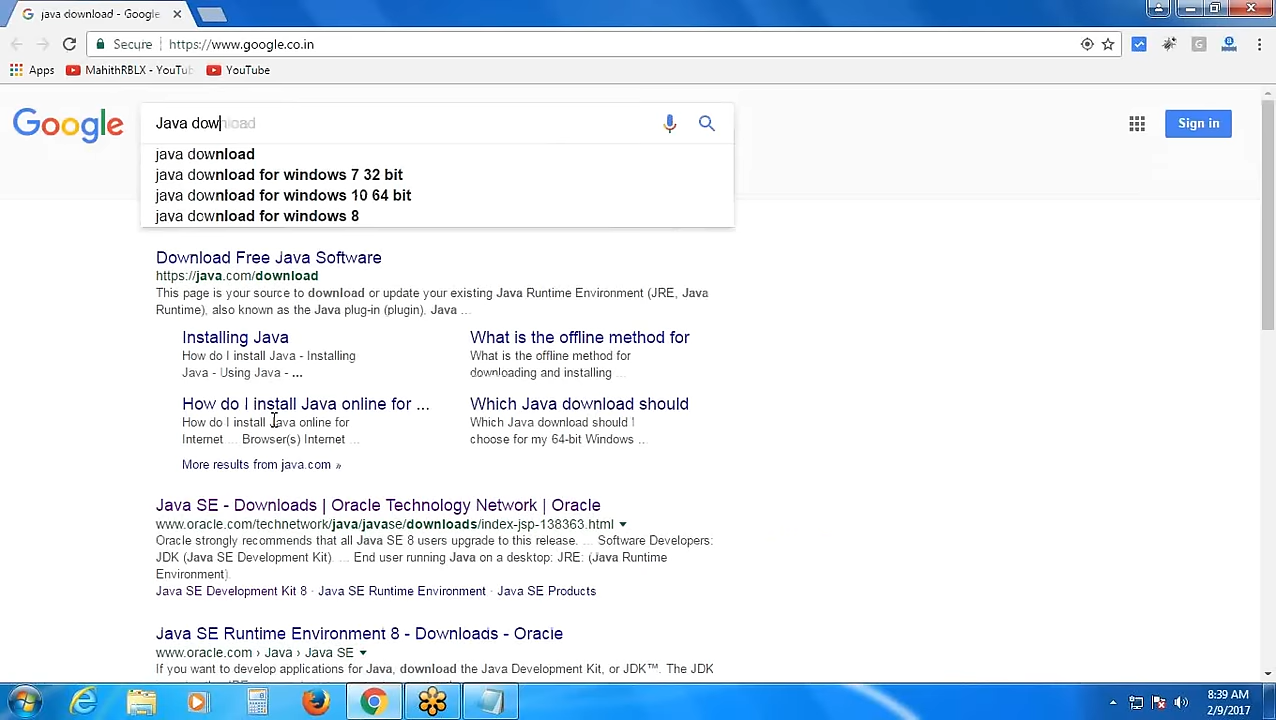 java download - Google
Secure https://www.google.co.in
Apps MahithRBLX - YouTu YouTube
Google
Java download
Sign in
java download
java download for windows 7 32 bit
java download for windows 10 64 bit
java download for windows 8
Download Free Java Software
https://java.com/download
This page is your source to download or update your existing Java Runtime Environment (JRE, Java
Runtime), also known as the Java plug-in (plugin). Java ...
Installing Java
How do I install Java - Installing
Java - Using Java - ...
What is the offline method for
What is the offline method for
downloading and installing ...
How do I install Java online for ...
How do I install Java online for
Internet ... Browser(s) Internet ...
Which Java download should
Which Java download should I
choose for my 64-bit Windows ...
More results from java.com »
Java SE - Downloads | Oracle Technology Network | Oracle
www.oracle.com/technetwork/java/javase/downloads/index-jsp-138363.html
Oracle strongly recommends that all Java SE 8 users upgrade to this release. ... Software Developers:
JDK (Java SE Development Kit). ... End user running Java on a desktop: JRE: (Java Runtime
Environment).
Java SE Development Kit 8 · Java SE Runtime Environment · Java SE Products
Java SE Runtime Environment 8 - Downloads - Oracle
www.oracle.com › Java › Java SE
If you want to develop applications for Java, download the Java Development Kit, or JDK™. The JDK
8:39 AM
2/9/2017